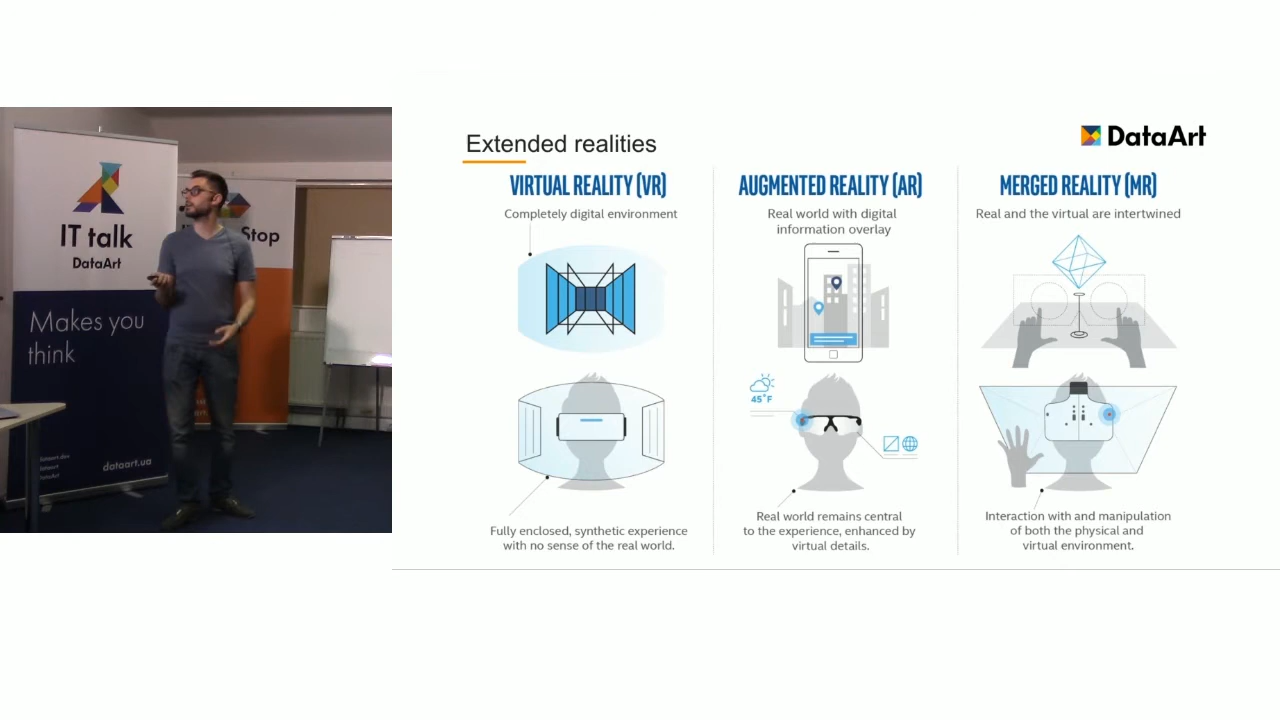 IT talk
DataArt
Makes you
think
dataart.ua
Stop
Extended realities
DataArt
VIRTUAL REALITY (VR)
Completely digital environment
Fully enclosed, synthetic experience
with no sense of the real world.
AUGMENTED REALITY (AR)
Real world with digital
information overlay
45°F
Real world remains central
to the experience, enhanced by
virtual details.
MERGED REALITY (MR)
Real and the virtual are intertwined
Interaction with and manipulation
of both the physical and
virtual environment.